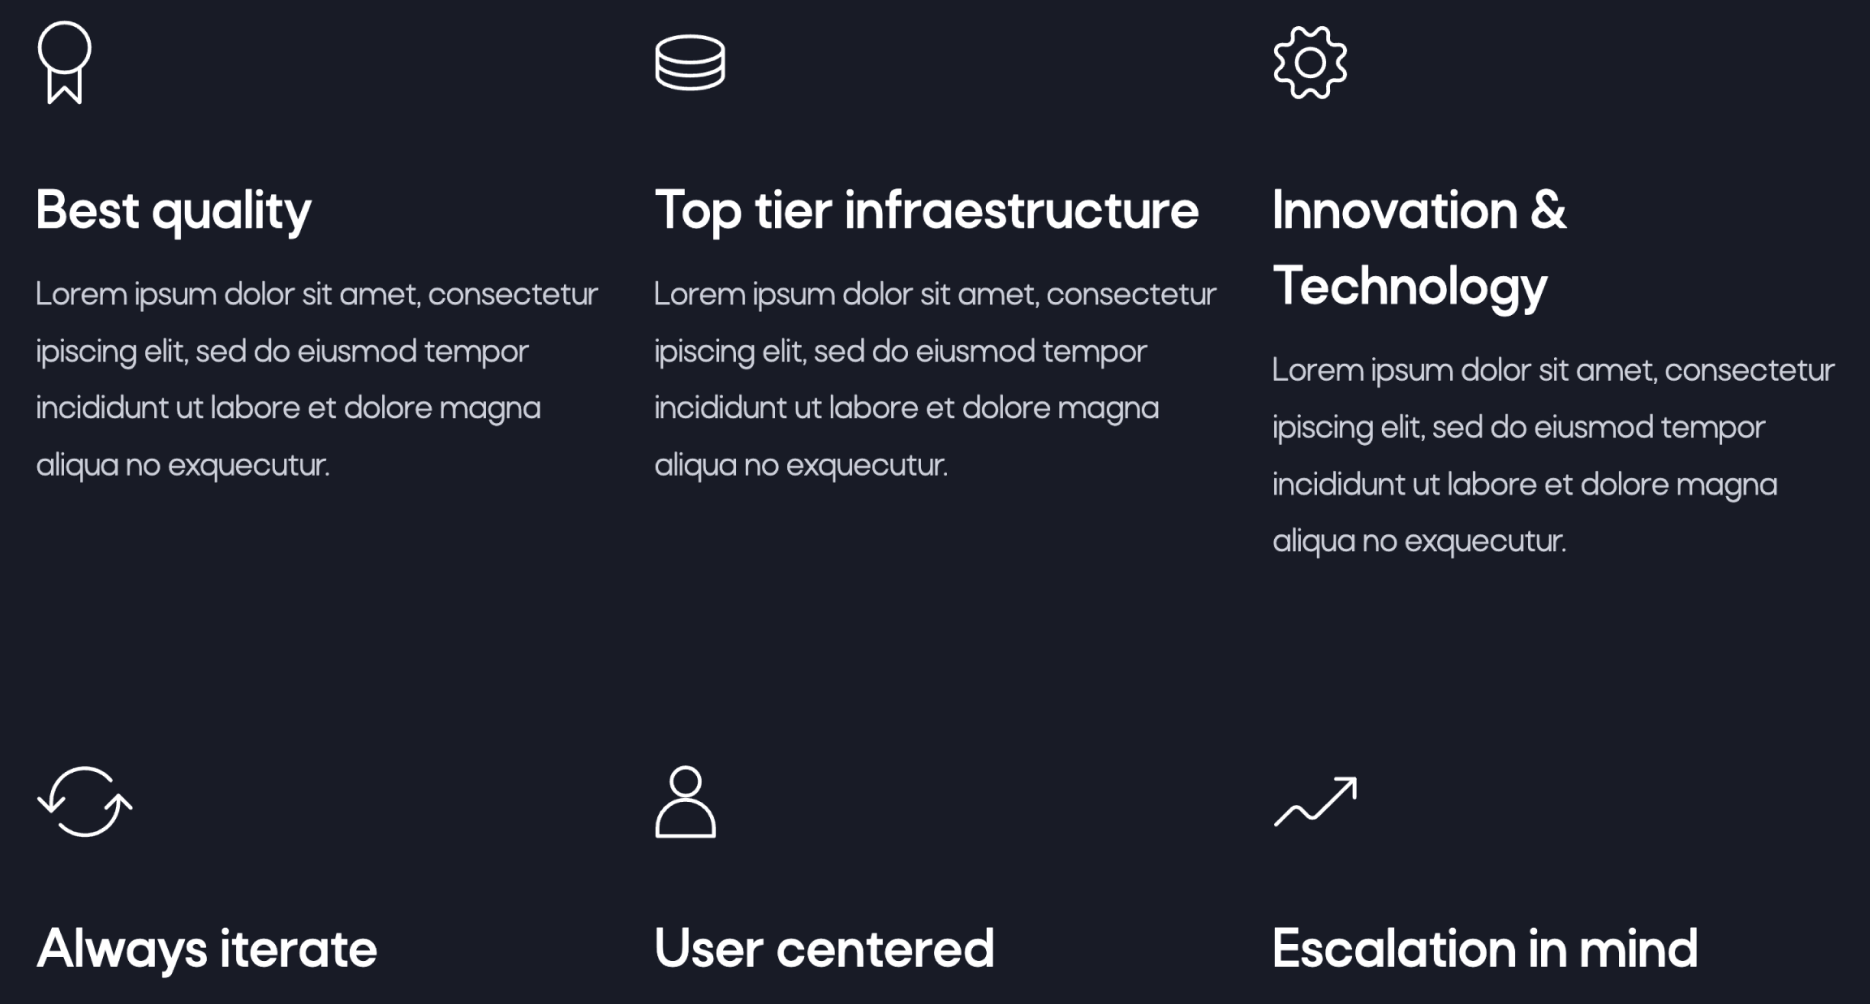 Best quality
Lorem ipsum dolor sit amet, consectetur
ipiscing elit, sed do eiusmod tempor
incididunt ut labore et dolore magna
aliqua no exquecutur.
Top tier infraestructure
Lorem ipsum dolor sit amet, consectetur
ipiscing elit, sed do eiusmod tempor
incididunt ut labore et dolore magna
aliqua no exquecutur.
Innovation &
Technology
Lorem ipsum dolor sit amet, consectetur
ipiscing elit, sed do eiusmod tempor
incididunt ut labore et dolore magna
aliqua no exquecutur.
Always iterate
User centered
Escalation in mind